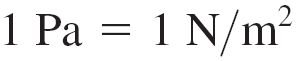 1 Pa = 1 N/m²